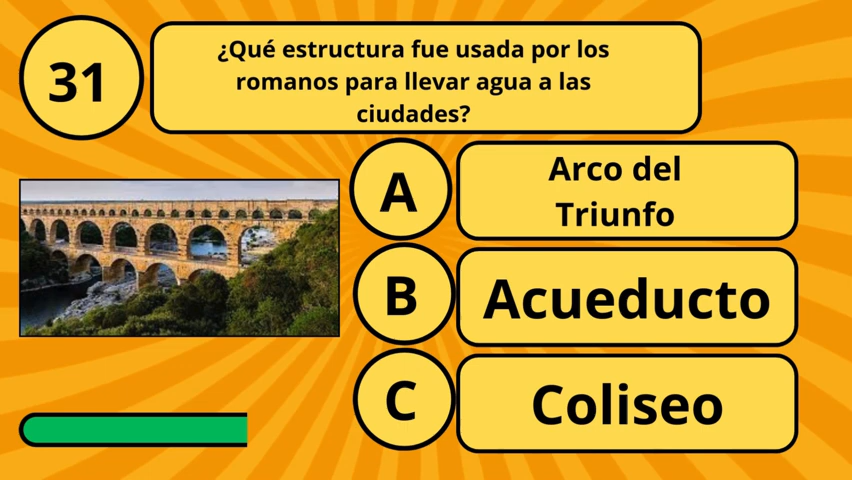 31
¿Qué estructura fue usada por los
romanos para llevar agua a las
ciudades?
A
Arco del
Triunfo
B
Acueducto
C
Coliseo